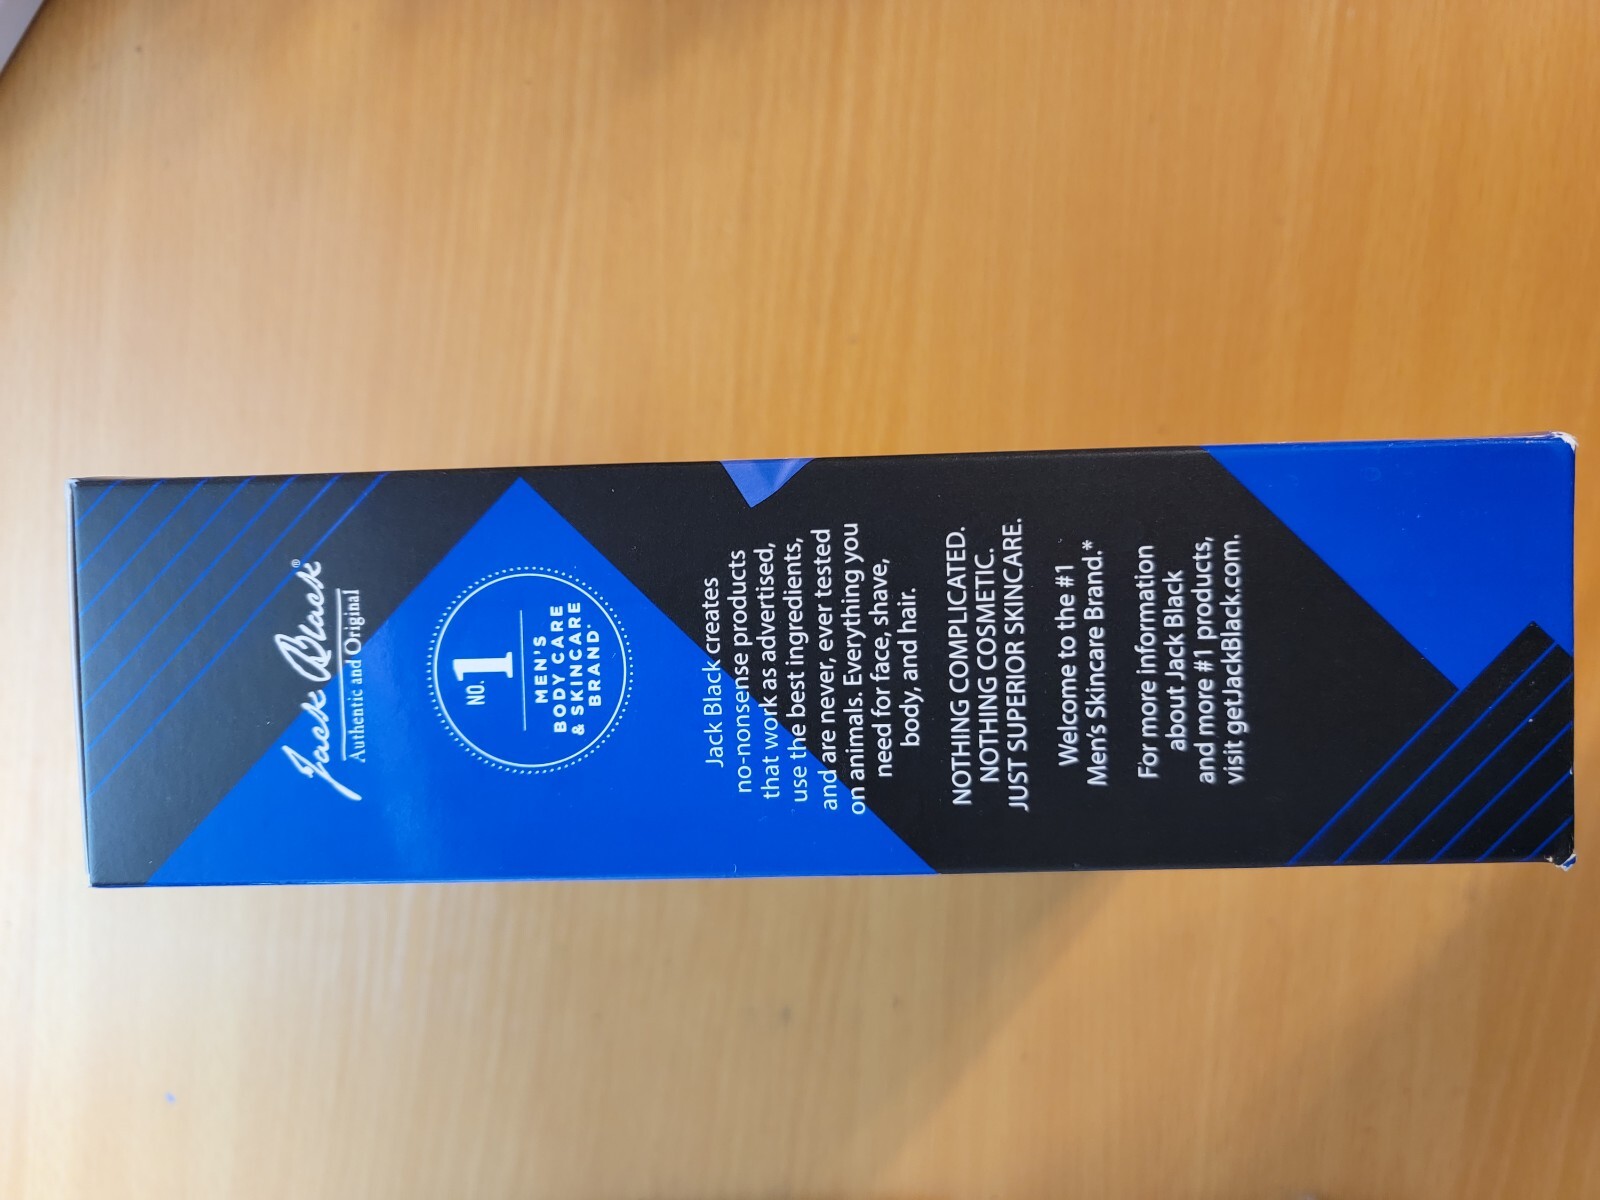 Jack Black®
Authentic and Original
NO.
1
MEN'S
BODY CARE
& SKINCARE
BRAND*
Jack Black creates
no-nonsense products
that work as advertised,
use the best ingredients,
and are never, ever tested
on animals. Everything you
need for face, shave,
body, and hair.
NOTHING COMPLICATED.
NOTHING COSMETIC.
JUST SUPERIOR SKINCARE.
Welcome to the #1
Men's Skincare Brand.*
For more information
about Jack Black
and more #1 products,
visit getJackBlack.com.